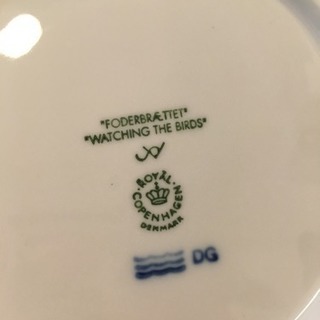 "FODERBRÆTTET"
"WATCHING THE BIRDS"
ROYAL
COPENHAGEN
DENMARK
DG